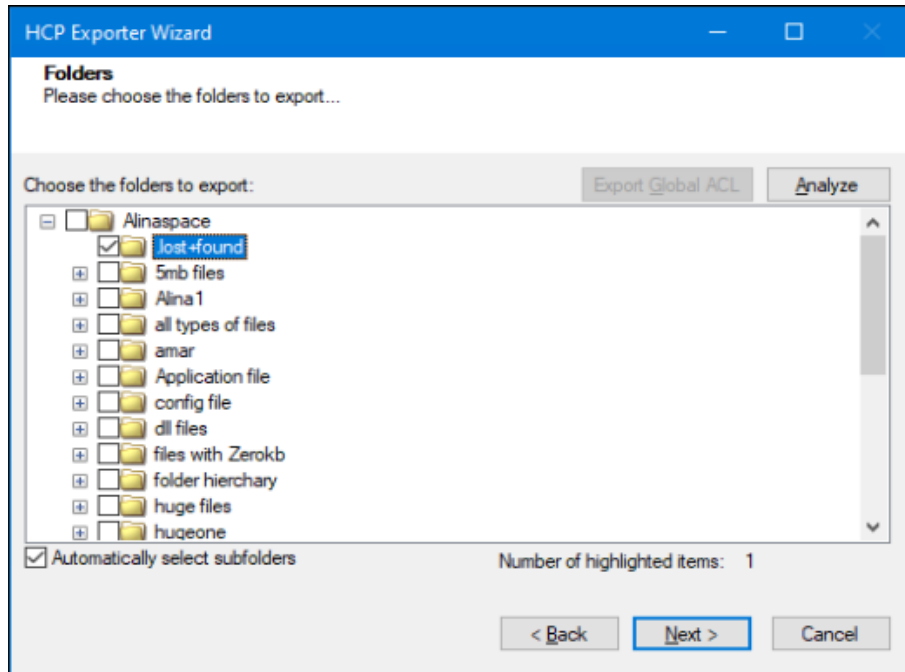 HCP Exporter Wizard
Folders
Please choose the folders to export...
Choose the folders to export:
Export Global ACL
Analyze
Alinaspace
.lost+found
5mb files
Alina1
all types of files
amar
Application file
config file
dll files
files with Zerokb
folder hierchary
huge files
hugeone
Automatically select subfolders
Number of highlighted items: 1
< Back
Next >
Cancel